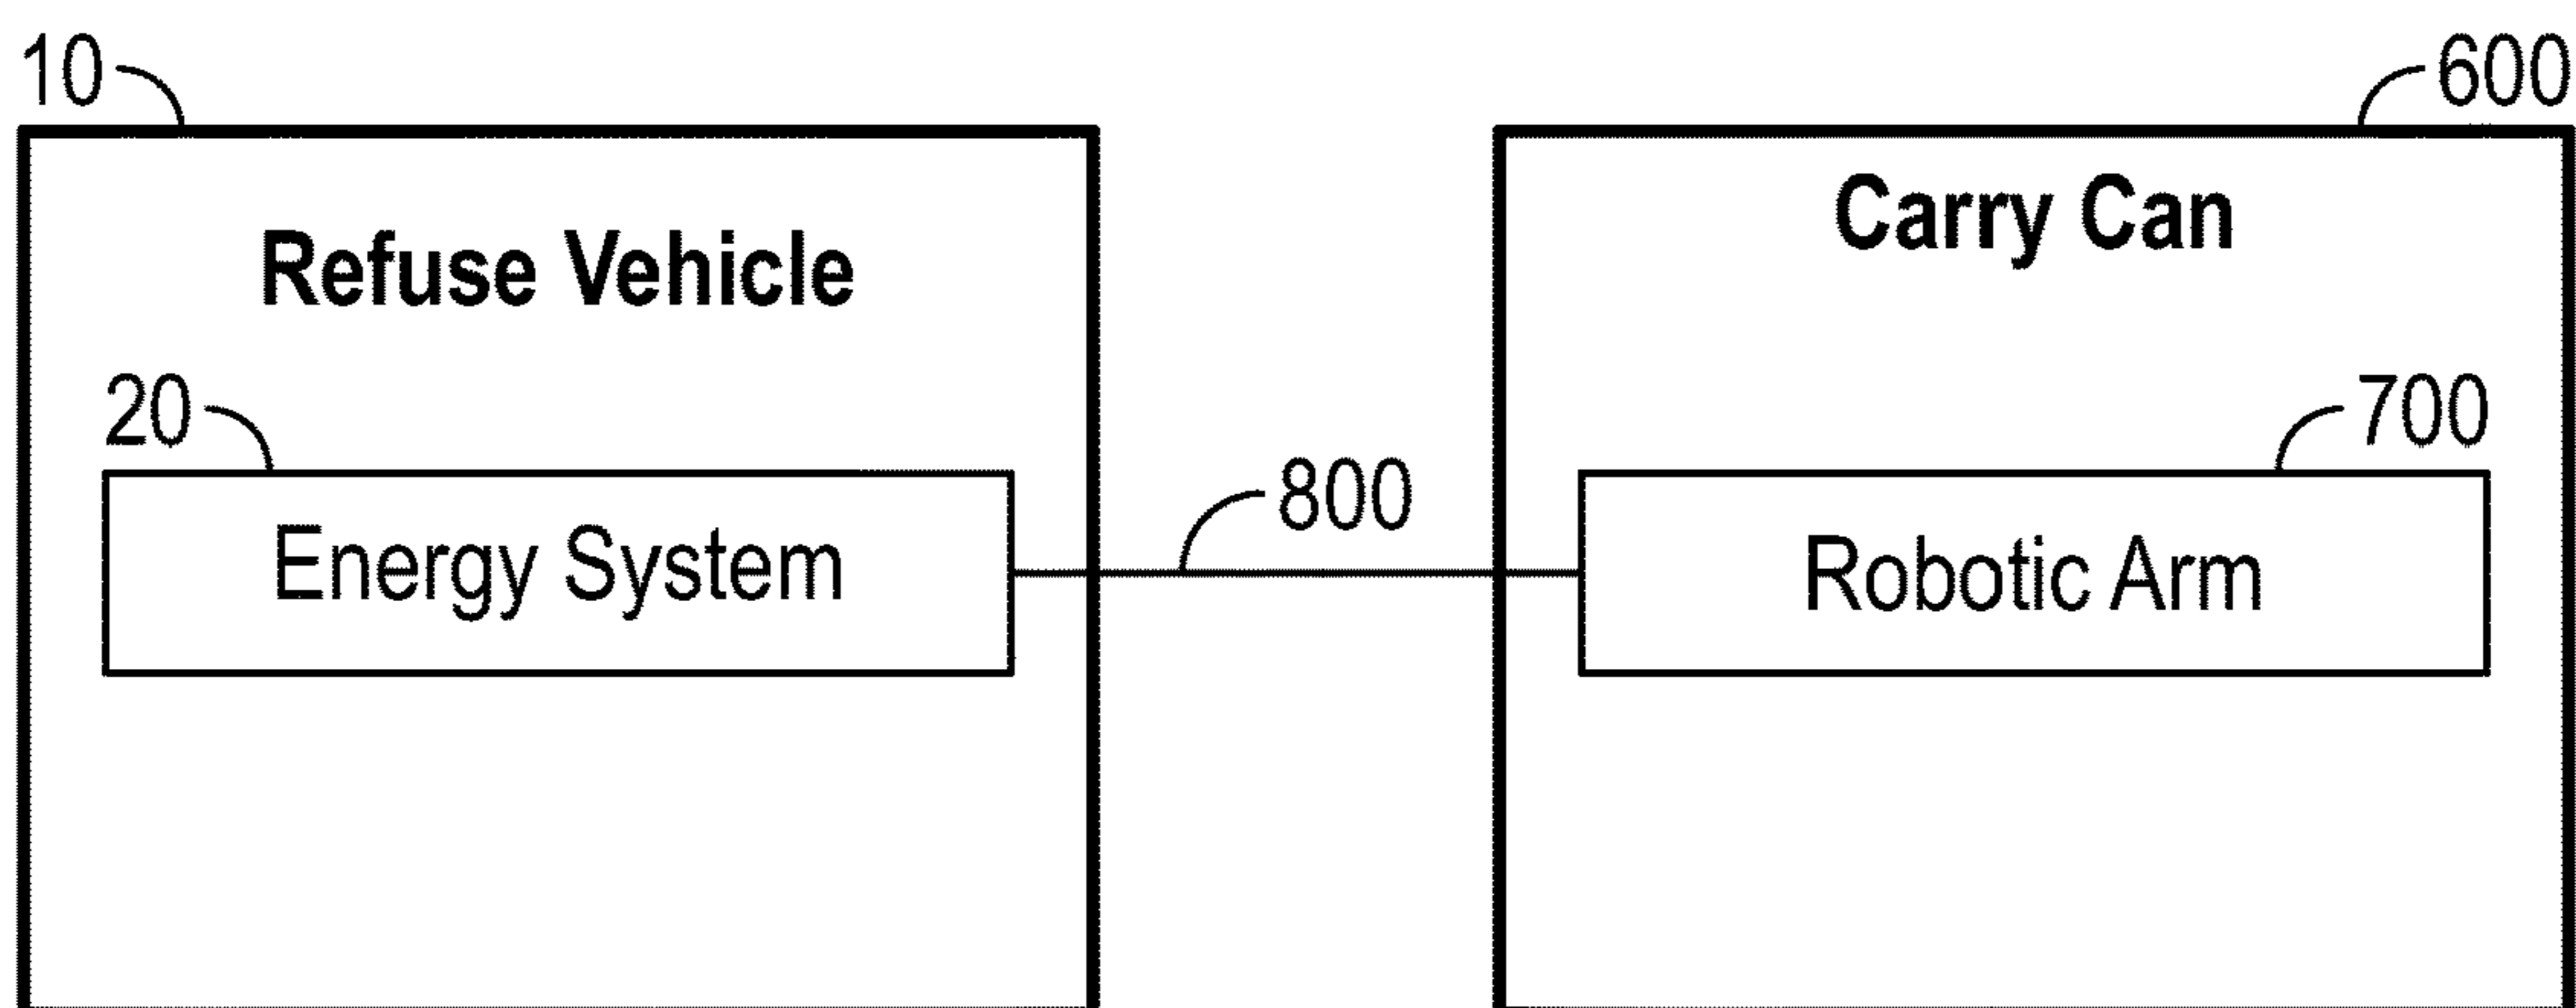 10
600
Refuse Vehicle
Carry Can
20
700
800
Energy System
Robotic Arm